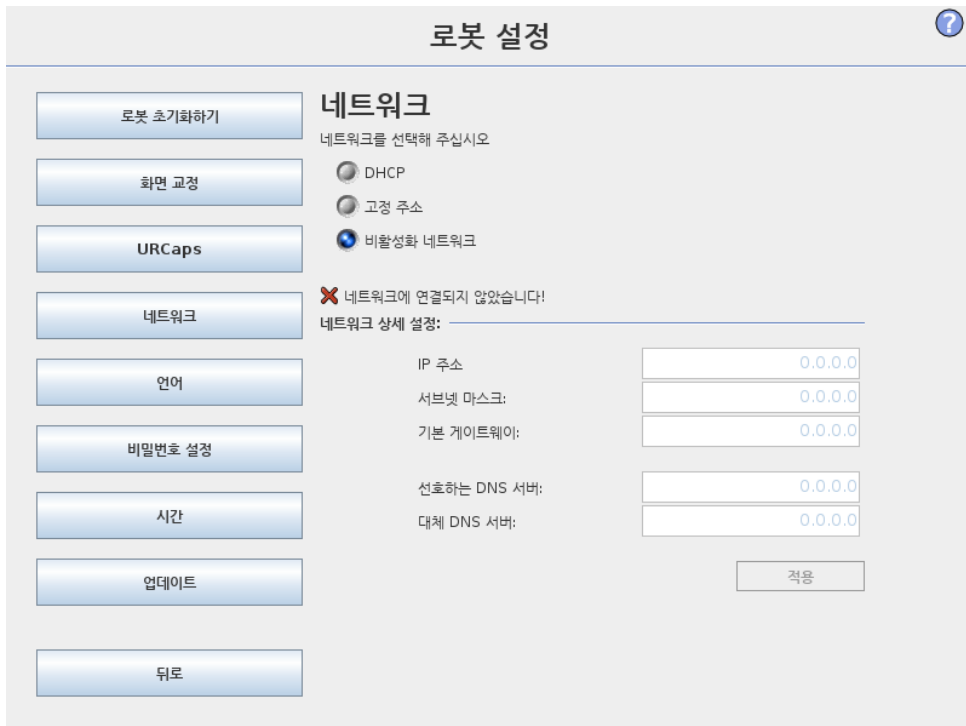 로봇 설정
?
로봇 초기화하기
화면 교정
URCaps
네트워크
언어
비밀번호 설정
시간
업데이트
뒤로
네트워크
네트워크를 선택해 주십시오
DHCP
고정 주소
비활성화 네트워크
네트워크에 연결되지 않았습니다!
네트워크 상세 설정:
IP 주소 0.0.0.0
서브넷 마스크: 0.0.0.0
기본 게이트웨이: 0.0.0.0
선호하는 DNS 서버: 0.0.0.0
대체 DNS 서버: 0.0.0.0
적용